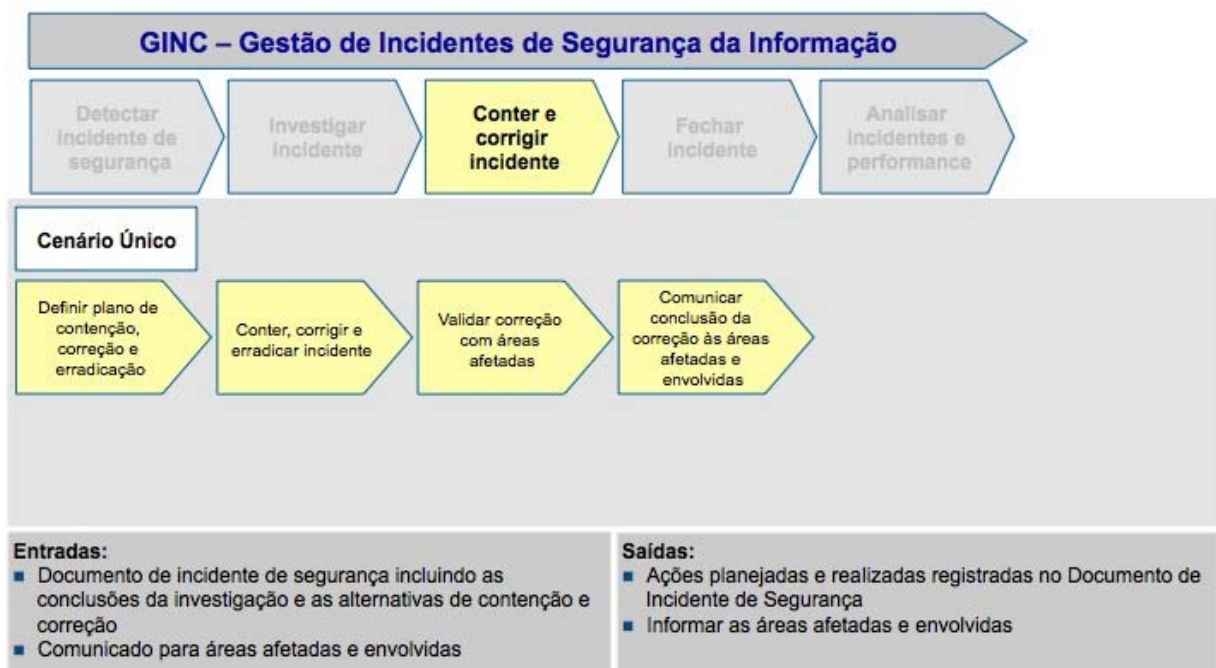 GINC – Gestão de Incidentes de Segurança da Informação
Detectar
incidente de
segurança
Investigar
incidente
Conter e
corrigir
incidente
Fechar
incidente
Analisar
incidentes e
performance
Cenário Único
Definir plano de
contenção,
correção e
erradicação
Conter, corrigir e
erradicar incidente
Validar correção
com áreas
afetadas
Comunicar
conclusão da
correção às áreas
afetadas e
envolvidas
Entradas:
■ Documento de incidente de segurança incluindo as
conclusões da investigação e as alternativas de contenção e
correção
■ Comunicado para áreas afetadas e envolvidas
Saídas:
■ Ações planejadas e realizadas registradas no Documento de
Incidente de Segurança
■ Informar as áreas afetadas e envolvidas